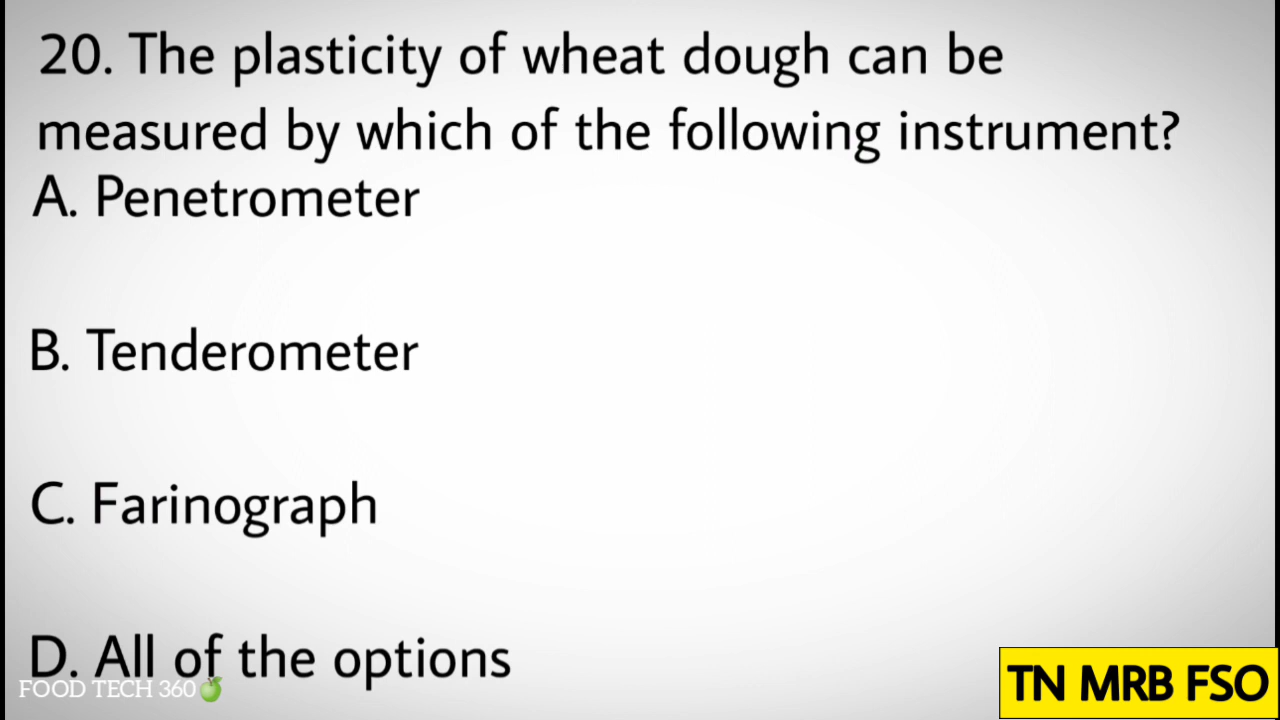 20. The plasticity of wheat dough can be
measured by which of the following instrument?
A. Penetrometer
B. Tenderometer
C. Farinograph
D. All of the options
FOOD TECH 360
TN MRB FSO